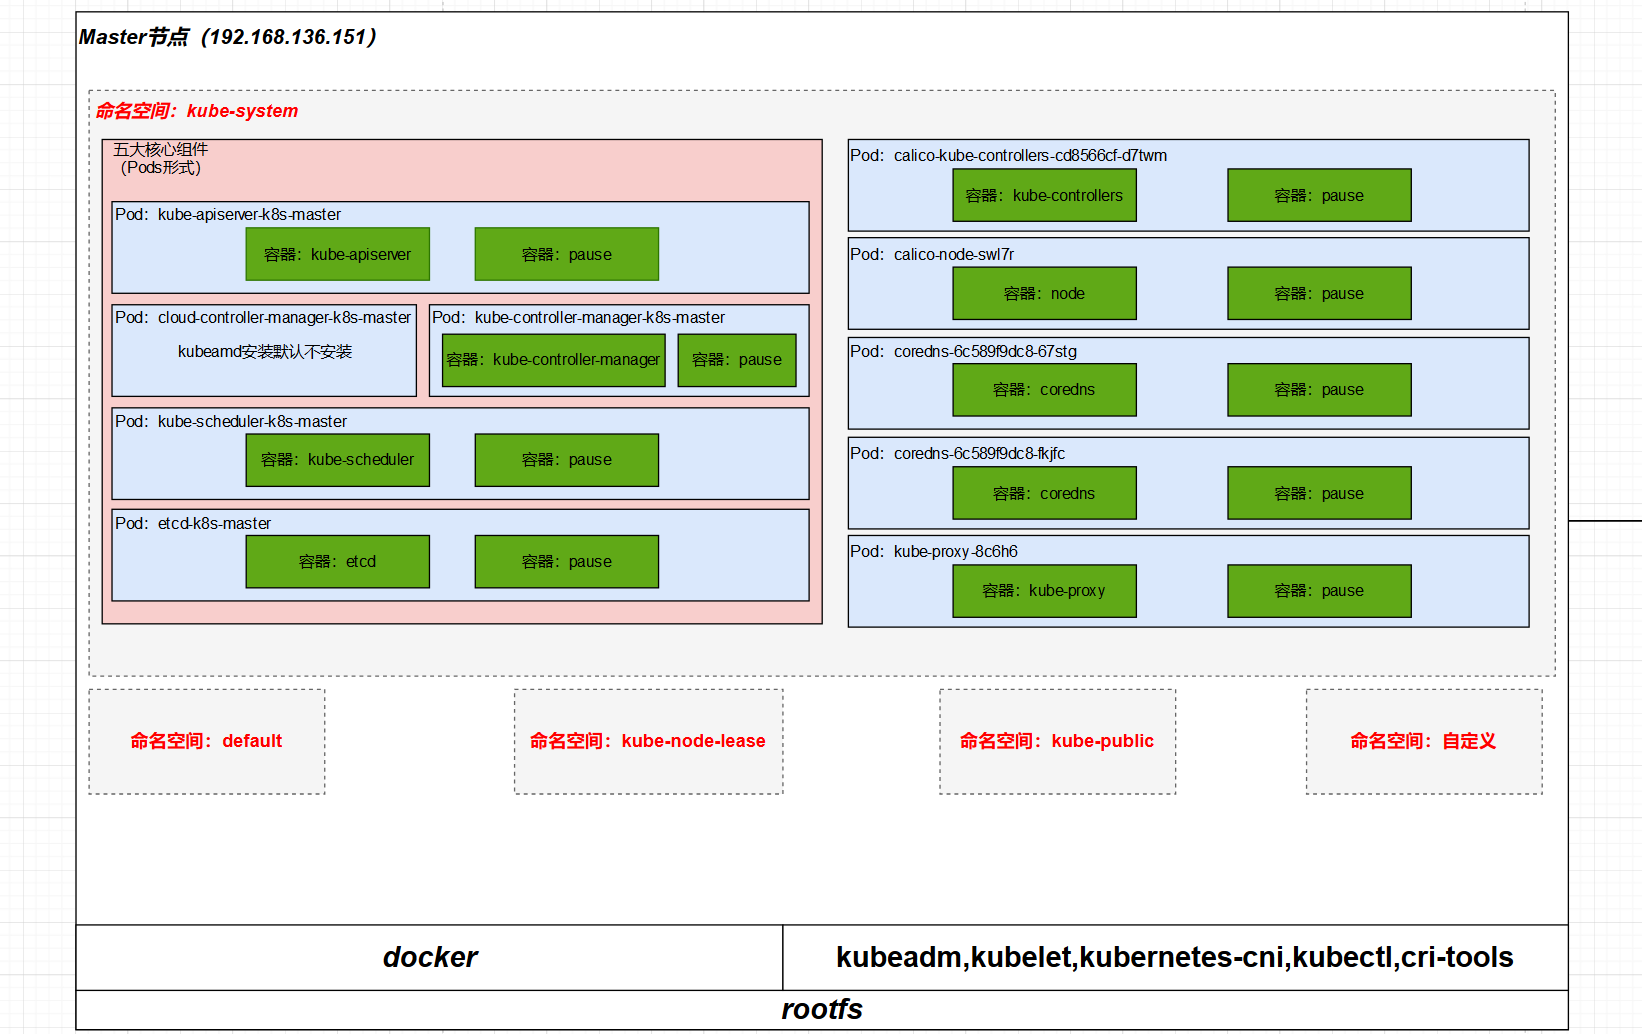 Master节点（192.168.136.151）
命名空间：kube-system
五大核心组件
（Pods形式）
Pod：kube-apiserver-k8s-master
容器：kube-apiserver
容器：pause
Pod：cloud-controller-manager-k8s-master
kubeamd安装默认不安装
Pod：kube-controller-manager-k8s-master
容器：kube-controller-manager
容器：pause
Pod：kube-scheduler-k8s-master
容器：kube-scheduler
容器：pause
Pod：etcd-k8s-master
容器：etcd
容器：pause
Pod：calico-kube-controllers-cd8566cf-d7twm
容器：kube-controllers
容器：pause
Pod：calico-node-swl7r
容器：node
容器：pause
Pod：coredns-6c589f9dc8-67stg
容器：coredns
容器：pause
Pod：coredns-6c589f9dc8-fkjfc
容器：coredns
容器：pause
Pod：kube-proxy-8c6h6
容器：kube-proxy
容器：pause
命名空间：default
命名空间：kube-node-lease
命名空间：kube-public
命名空间：自定义
docker
kubeadm,kubelet,kubernetes-cni,kubectl,cri-tools
rootfs